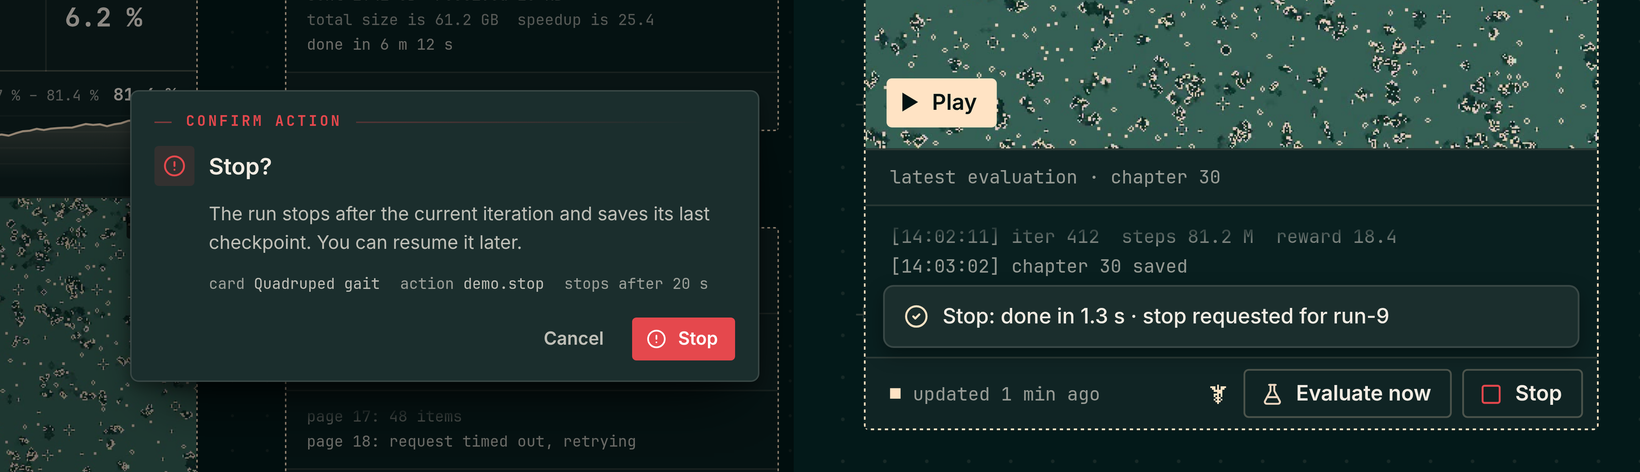 6.2 %
total size is 61.2 GB speedup is 25.4
done in 6 m 12 s
% – 81.4 %
CONFIRM ACTION
Stop?
The run stops after the current iteration and saves its last
checkpoint. You can resume it later.
card Quadruped gait action demo.stop stops after 20 s
Cancel
Stop
page 17: 48 items
page 18: request timed out, retrying
Play
latest evaluation · chapter 30
[14:02:11] iter 412 steps 81.2 M reward 18.4
[14:03:02] chapter 30 saved
Stop: done in 1.3 s · stop requested for run-9
updated 1 min ago
Evaluate now
Stop